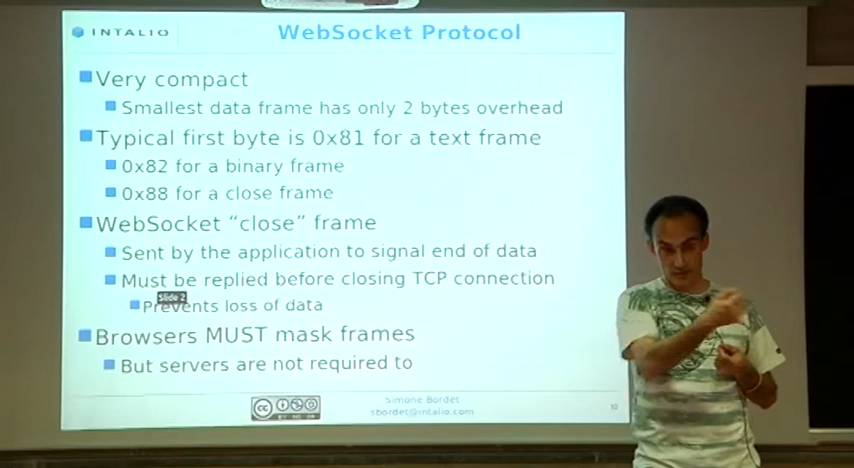 INTALIO
WebSocket Protocol
Very compact
Smallest data frame has only 2 bytes overhead
Typical first byte is 0x81 for a text frame
0x82 for a binary frame
0x88 for a close frame
WebSocket “close” frame
Sent by the application to signal end of data
Must be replied before closing TCP connection
Slide 2
Prevents loss of data
Browsers MUST mask frames
But servers are not required to
cc
Simone Bordet
sbordet@intalio.com